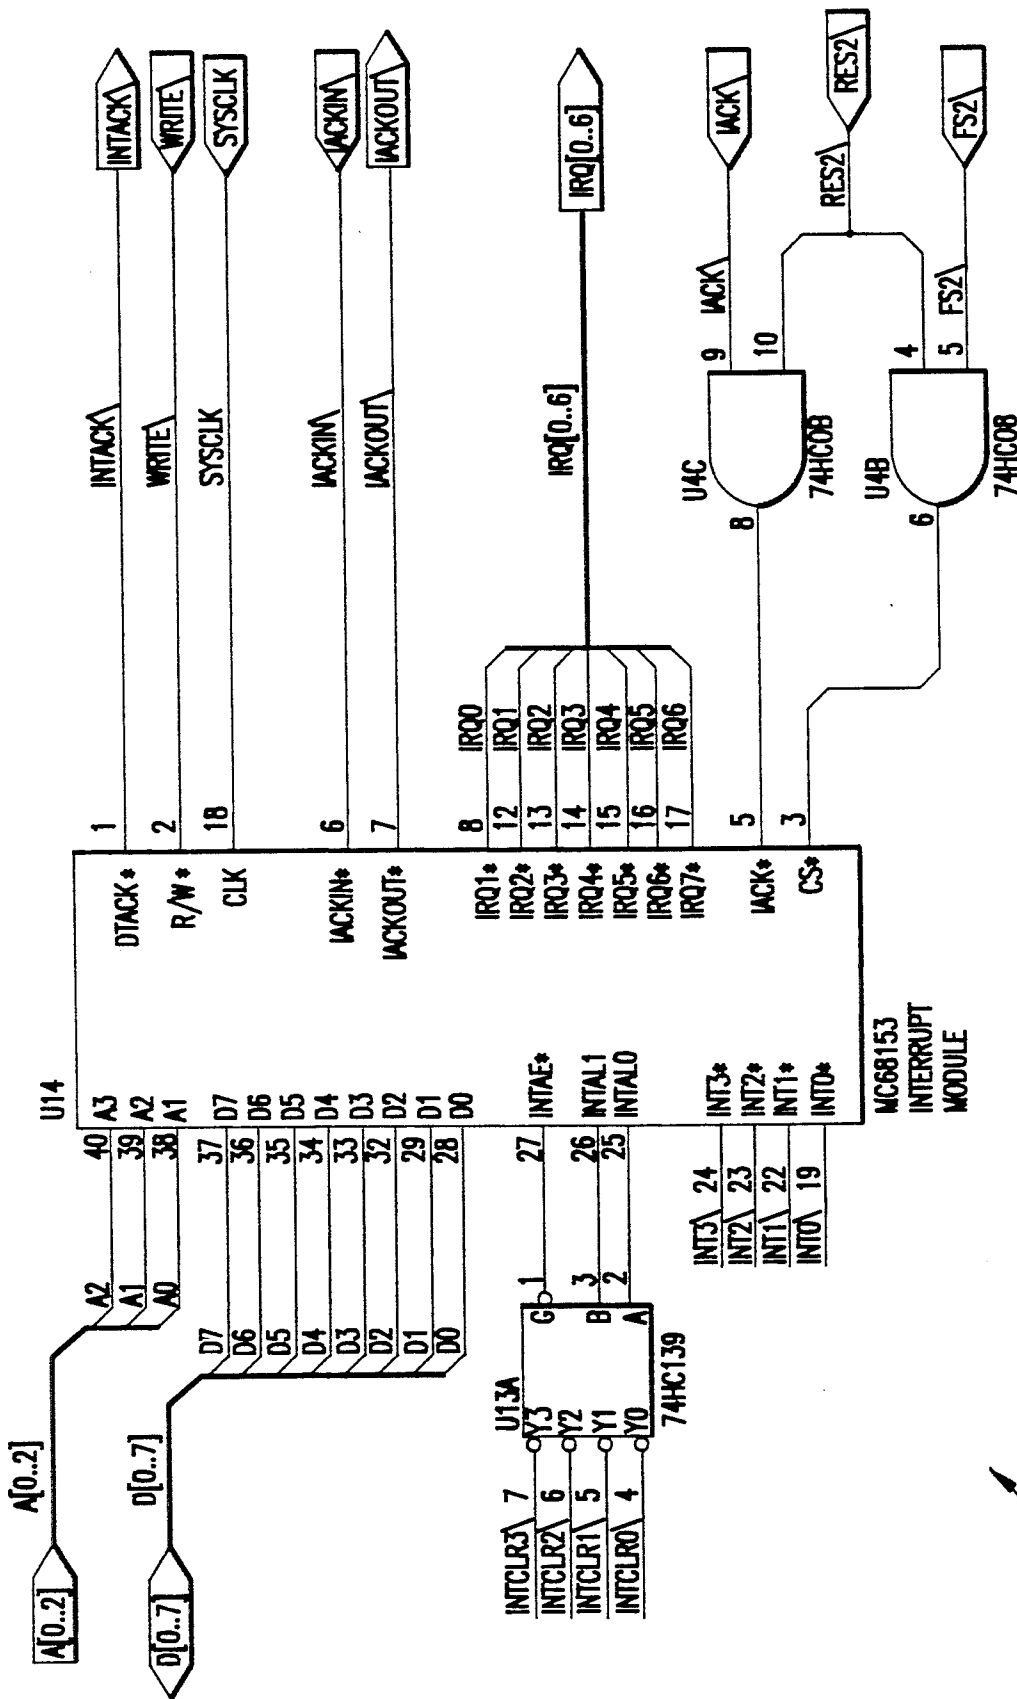 A[0..2]
A[0..2]
D[0..7]
D[0..7]
A2
A1
A0
40
39
38
D7
D6
D5
D4
D3
D2
D1
D0
37
36
35
34
33
32
29
28
U14
A3
A2
A1
D7
D6
D5
D4
D3
D2
D1
D0
INTAE*
INTAL1
INTAL0
INT3*
INT2*
INT1*
INT0*
DTACK*
R/W*
CLK
IACKIN*
IACKOUT*
IRQ1*
IRQ2*
IRQ3*
IRQ4*
IRQ5*
IRQ6*
IRQ7*
IACK*
CS*
MC68153
INTERRUPT
MODULE
INTCLR3\ 7
INTCLR2\ 6
INTCLR1\ 5
INTCLR0\ 4
U13A
Y3
Y2
Y1
Y0
G
B
A
74HC139
1
3
2
27
26
25
INT3\ 24
INT2\ 23
INT1\ 22
INT0\ 19
1 INTACK\ INTACK\
2 WRITE\ WRITE\
18 SYSCLK SYSCLK
6 IACKIN\ IACKIN\
7 IACKOUT\ IACKOUT\
8 IRQ0
12 IRQ1
13 IRQ2
14 IRQ3
15 IRQ4
16 IRQ5
17 IRQ6
IRQ[0..6]
IRQ[0..6]
5
3
U4C
8
9
10
74HC08
IACK\
IACK\
RES2\
RES2\
U4B
6
4
5
74HC08
FS2\
FS2\